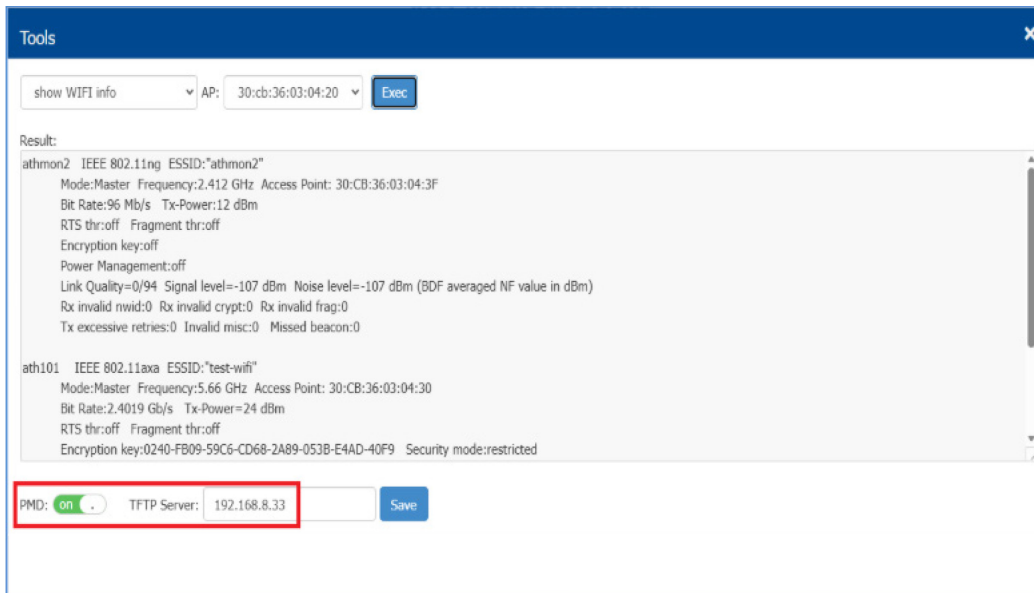 Tools
show WIFI info AP: 30:cb:36:03:04:20 Exec
Result:
athmon2 IEEE 802.11ng ESSID:"athmon2"
Mode:Master Frequency:2.412 GHz Access Point: 30:CB:36:03:04:3F
Bit Rate:96 Mb/s Tx-Power:12 dBm
RTS thr:off Fragment thr:off
Encryption key:off
Power Management:off
Link Quality=0/94 Signal level=-107 dBm Noise level=-107 dBm (BDF averaged NF value in dBm)
Rx invalid nwid:0 Rx invalid crypt:0 Rx invalid frag:0
Tx excessive retries:0 Invalid misc:0 Missed beacon:0
ath101 IEEE 802.11axa ESSID:"test-wifi"
Mode:Master Frequency:5.66 GHz Access Point: 30:CB:36:03:04:30
Bit Rate:2.4019 Gb/s Tx-Power=24 dBm
RTS thr:off Fragment thr:off
Encryption key:0240-FB09-59C6-CD68-2A89-053B-E4AD-40F9 Security mode:restricted
PMD: on . TFTP Server: 192.168.8.33 Save